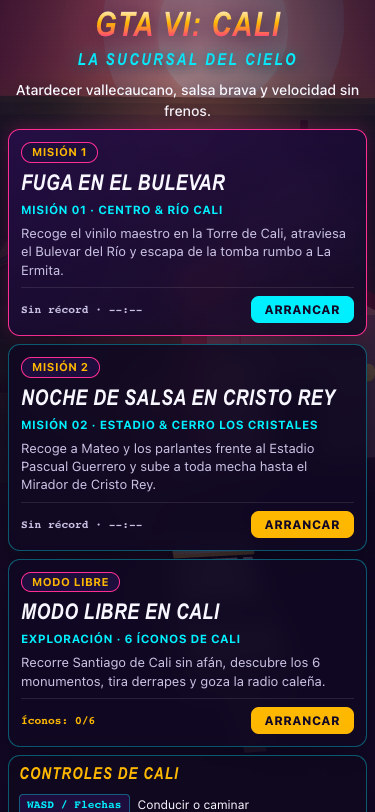 GTA VI: CALI
LA SUCURSAL DEL CIELO
Atardecer vallecaucano, salsa brava y velocidad sin
frenos.
MISIÓN 1
FUGA EN EL BULEVAR
MISIÓN 01 · CENTRO & RÍO CALI
Recoge el vinilo maestro en la Torre de Cali, atraviesa
el Bulevar del Río y escapa de la tomba rumbo a La
Ermita.
Sin récord · --:--
ARRANCAR
MISIÓN 2
NOCHE DE SALSA EN CRISTO REY
MISIÓN 02 · ESTADIO & CERRO LOS CRISTALES
Recoge a Mateo y los parlantes frente al Estadio
Pascual Guerrero y sube a toda mecha hasta el
Mirador de Cristo Rey.
Sin récord · --:--
ARRANCAR
MODO LIBRE
MODO LIBRE EN CALI
EXPLORACIÓN · 6 ÍCONOS DE CALI
Recorre Santiago de Cali sin afán, descubre los 6
monumentos, tira derrapes y goza la radio caleña.
Íconos: 0/6
ARRANCAR
CONTROLES DE CALI
WASD / Flechas Conducir o caminar